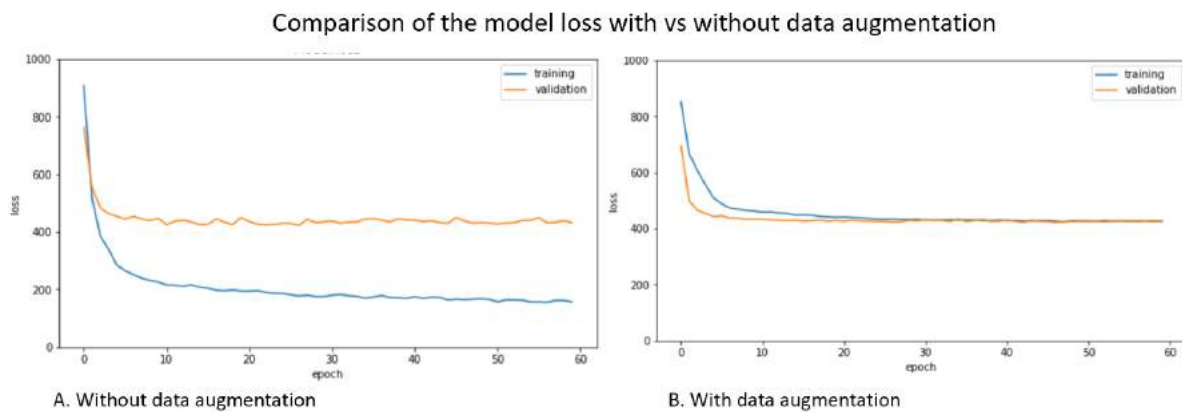 Comparison of the model loss with vs without data augmentation
1000
800
600
400
200
0
loss
training
validation
0 10 20 30 40 50 60
epoch
A. Without data augmentation
1000
800
600
400
200
0
loss
training
validation
0 10 20 30 40 50 60
epoch
B. With data augmentation